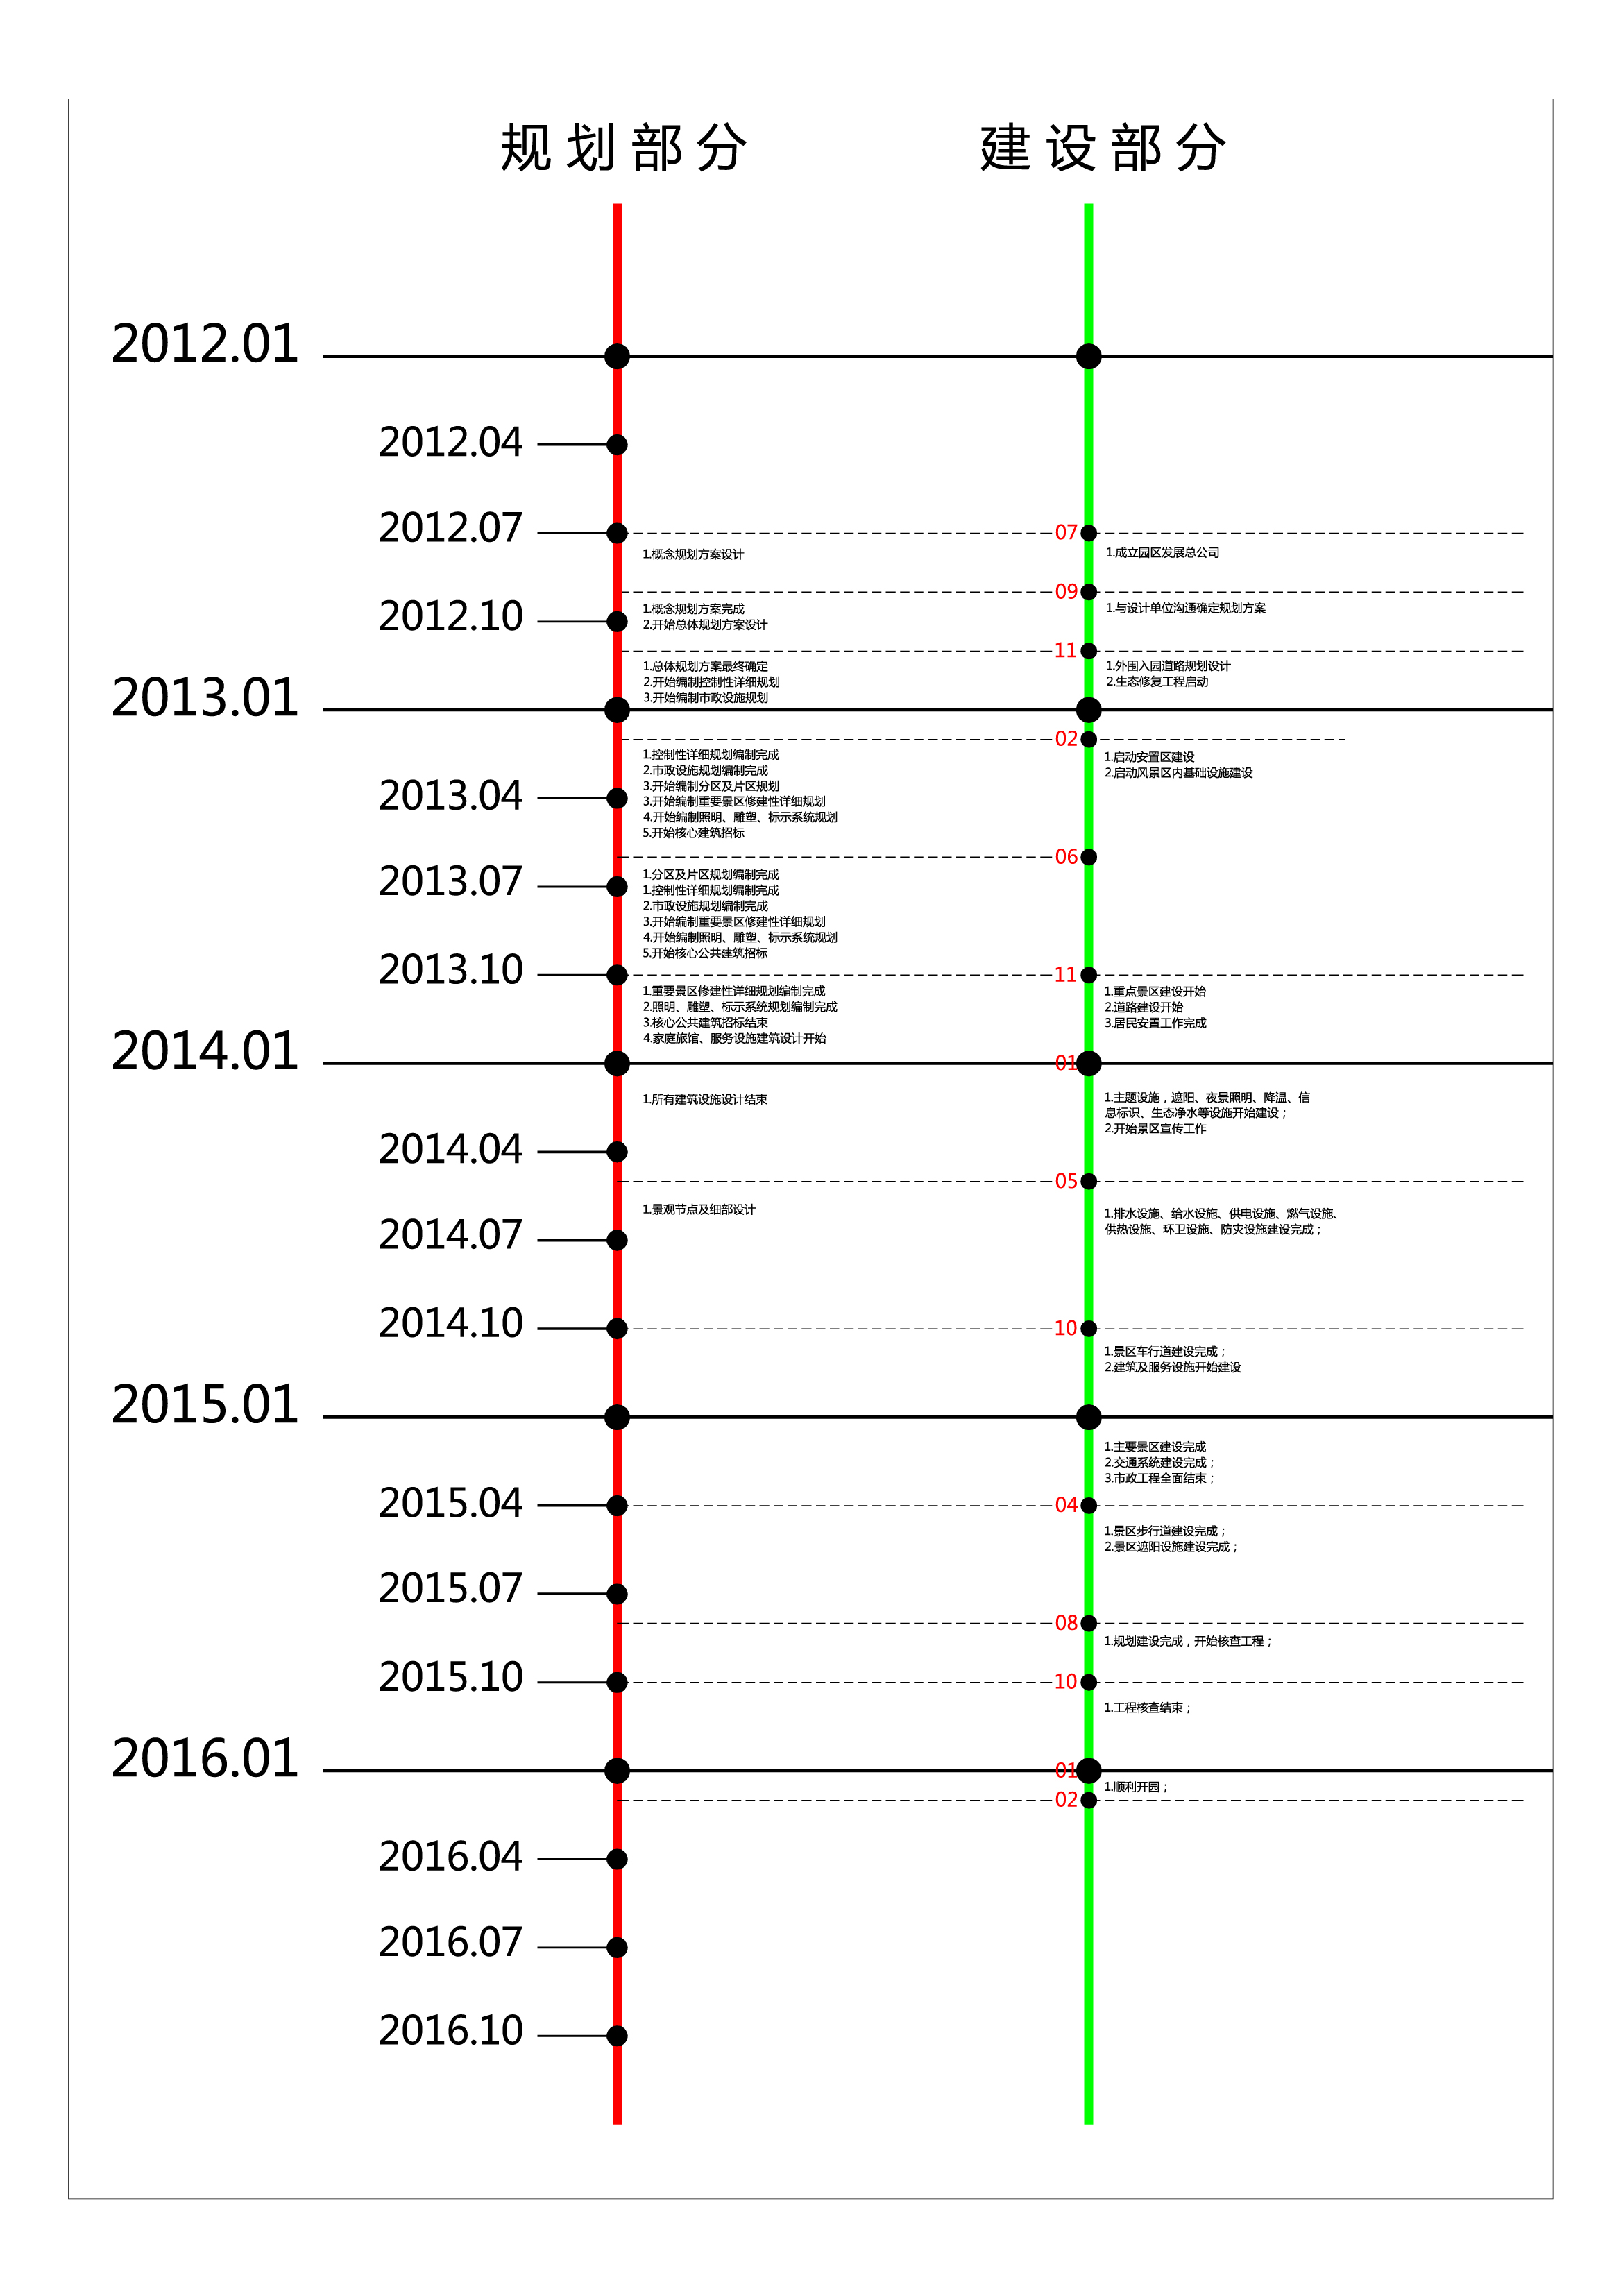 规划部分 建设部分
2012.01
2012.04
2012.07 07
1.概念规划方案设计 1.成立园区发展总公司
09
2012.10
1.概念规划方案完成 1.与设计单位沟通确定规划方案
2.开始总体规划方案设计
11
1.总体规划方案最终确定 1.外围入园道路规划设计
2.开始编制控制性详细规划 2.生态修复工程启动
3.开始编制市政设施规划
2013.01
02
1.控制性详细规划编制完成 1.启动安置区建设
2.市政设施规划编制完成 2.启动风景区内基础设施建设
3.开始编制分区及片区规划
2013.04
3.开始编制重要景区修建性详细规划
4.开始编制照明、雕塑、标示系统规划
5.开始核心建筑招标
06
2013.07
1.分区及片区规划编制完成
1.控制性详细规划编制完成
2.市政设施规划编制完成
3.开始编制重要景区修建性详细规划
4.开始编制照明、雕塑、标示系统规划
5.开始核心公共建筑招标
2013.10 11
1.重要景区修建性详细规划编制完成 1.重点景区建设开始
2.照明、雕塑、标示系统规划编制完成 2.道路建设开始
3.核心公共建筑招标结束 3.居民安置工作完成
4.家庭旅馆、服务设施建筑设计开始
2014.01 01
1.所有建筑设施设计结束 1.主题设施，遮阳、夜景照明、降温、信
息标识、生态净水等设施开始建设；
2.开始景区宣传工作
2014.04
05
1.景观节点及细部设计 1.排水设施、给水设施、供电设施、燃气设施、
供热设施、环卫设施、防灾设施建设完成；
2014.07
2014.10 10
1.景区车行道建设完成；
2.建筑及服务设施开始建设
2015.01
1.主要景区建设完成
2.交通系统建设完成；
3.市政工程全面结束；
2015.04 04
1.景区步行道建设完成；
2.景区遮阳设施建设完成；
2015.07
08
1.规划建设完成，开始核查工程；
2015.10 10
1.工程核查结束；
2016.01 01
1.顺利开园；
02
2016.04
2016.07
2016.10